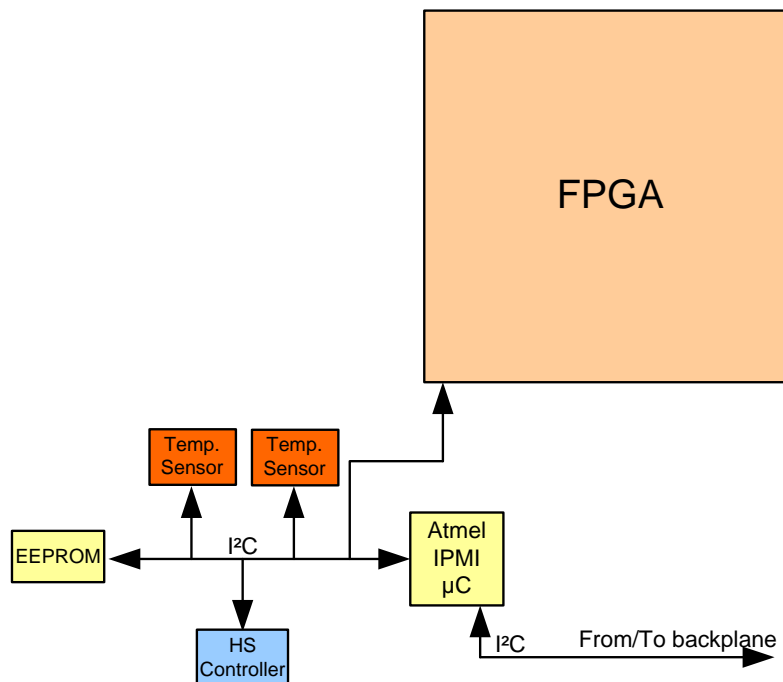 FPGA
Temp.
Sensor
Temp.
Sensor
EEPROM
I²C
Atmel
IPMI
µC
HS
Controller
I²C
From/To backplane